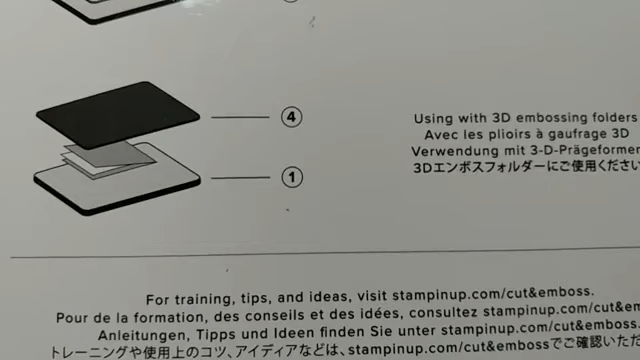 ④
Using with 3D embossing folders
Avec les plioirs à gaufrage 3D
Verwendung mit 3-D-Prägeformen
3Dエンボスフォルダーにご使用くださ
①
For training, tips, and ideas, visit stampinup.com/cut&emboss.
Pour de la formation, des conseils et des idées, consultez stampinup.com/cut&em
Anleitungen, Tipps und Ideen finden Sie unter stampinup.com/cut&emboss.
トレーニングや使用上のコツ、アイディアなどは、stampinup.com/cut&embossでご確認いただ